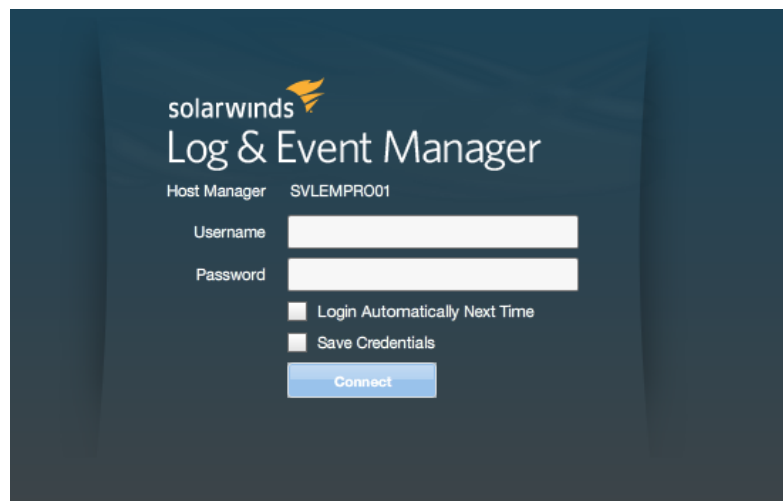 solarwinds
Log & Event Manager
Host Manager SVLEMPRO01
Username
Password
Login Automatically Next Time
Save Credentials
Connect